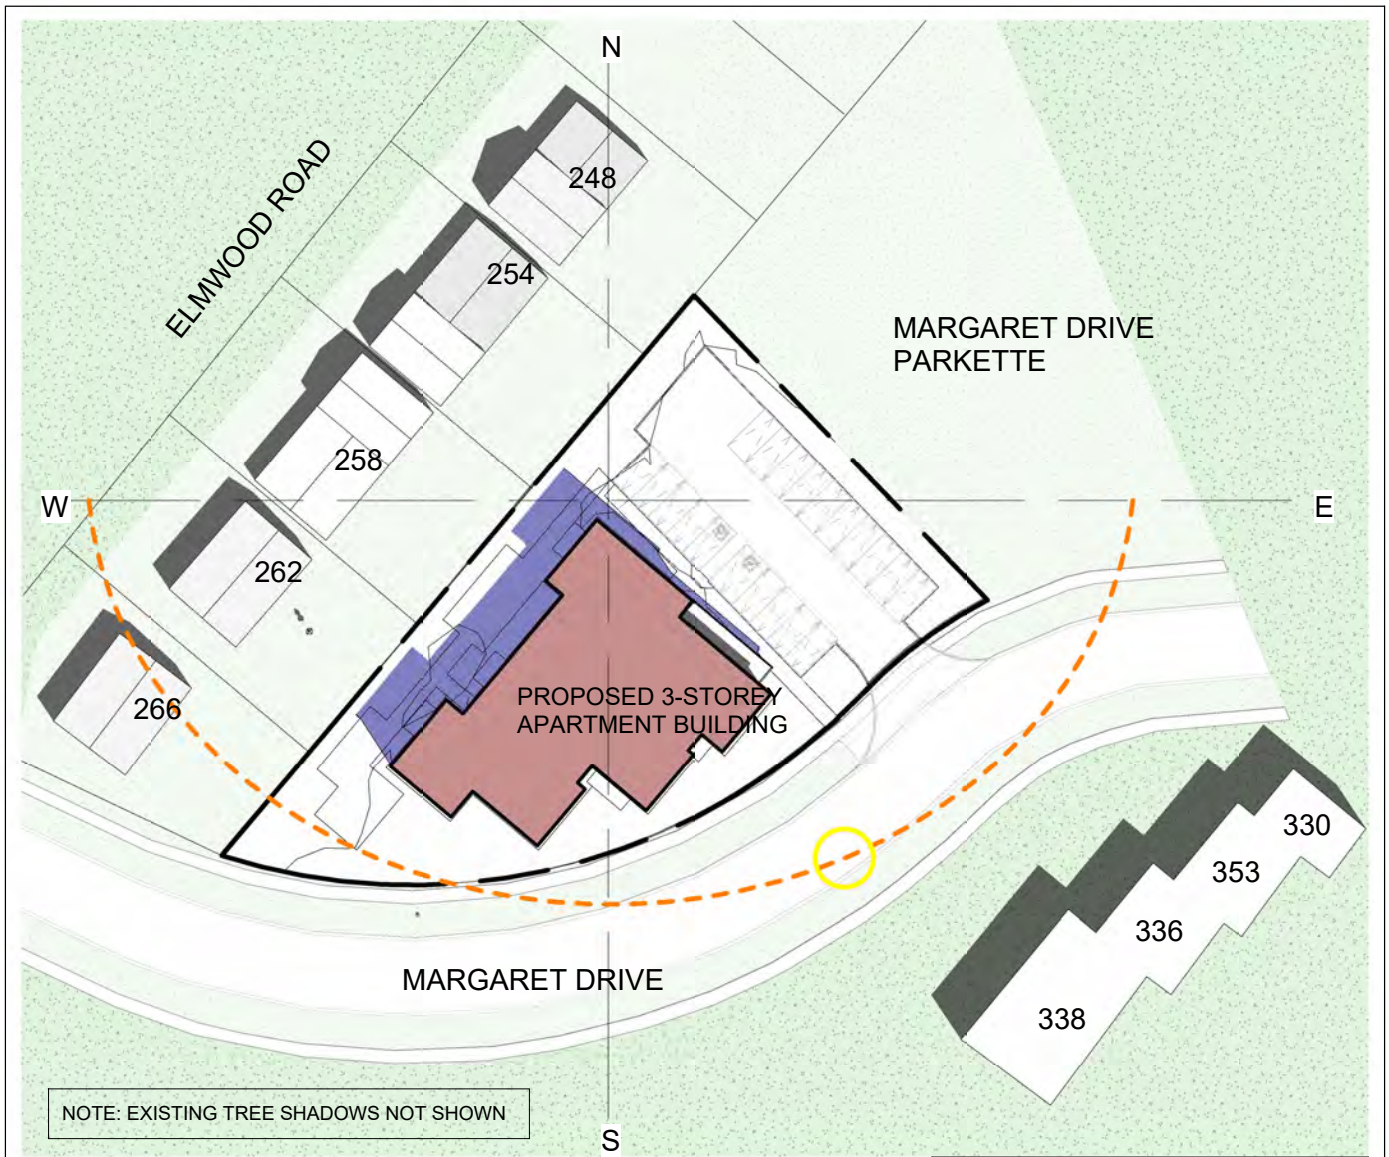 N
248
ELMWOOD ROAD
254
MARGARET DRIVE
PARKETTE
258
W
E
262
266
PROPOSED 3-STOREY
APARTMENT BUILDING
330
353
336
MARGARET DRIVE
338
NOTE: EXISTING TREE SHADOWS NOT SHOWN
S